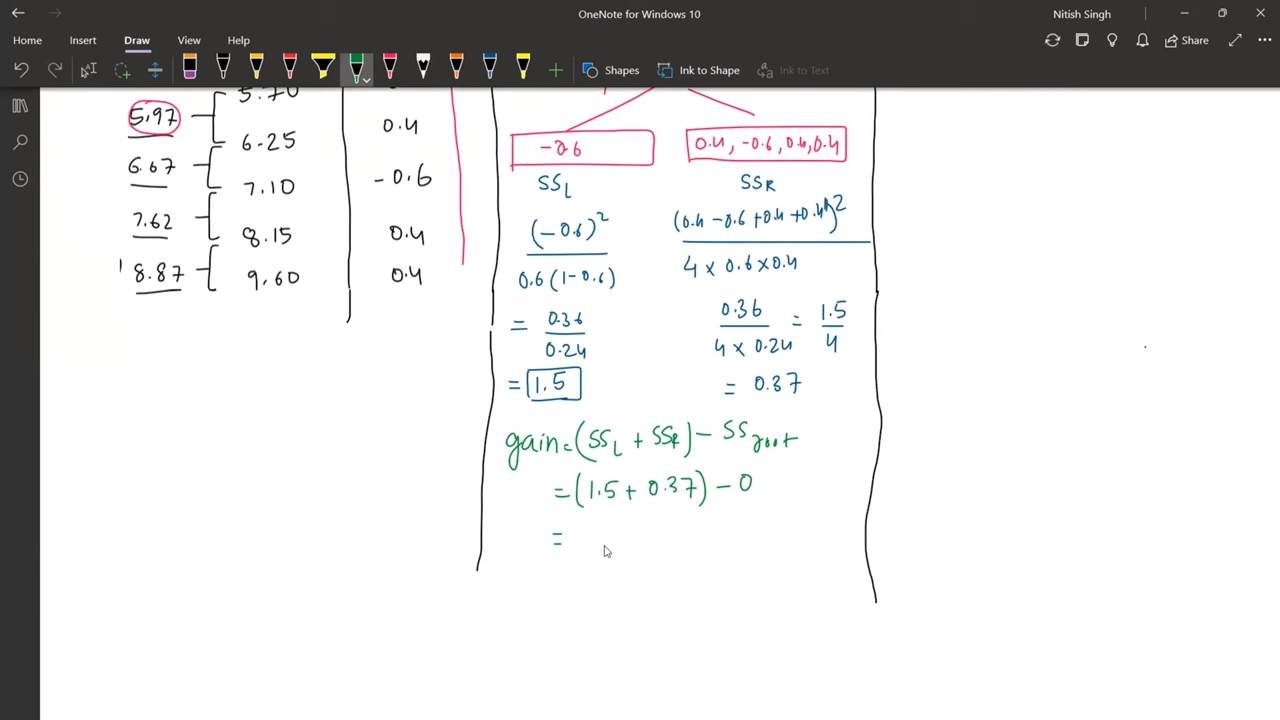 OneNote for Windows 10
Nitish Singh
Home Insert Draw View Help
Share
Shapes
Ink to Shape
Ink to Text
5.70
5.97
0.4
6.25
6.67
-0.6
7.10
7.62
0.4
8.15
8.87
0.4
9.60
-0.6
0.4, -0.6, 0.4, 0.4
SSL
SSR
(-0.6)2
0.6(1-0.6)
(0.4 -0.6 +0.4 +0.4)2
4 x 0.6 x 0.4
= 0.36
0.24
0.36 = 1.5
4 x 0.24 4
= 1.5
= 0.37
gain = (SSL + SSR) - SSroot
= (1.5 + 0.37) - 0
=